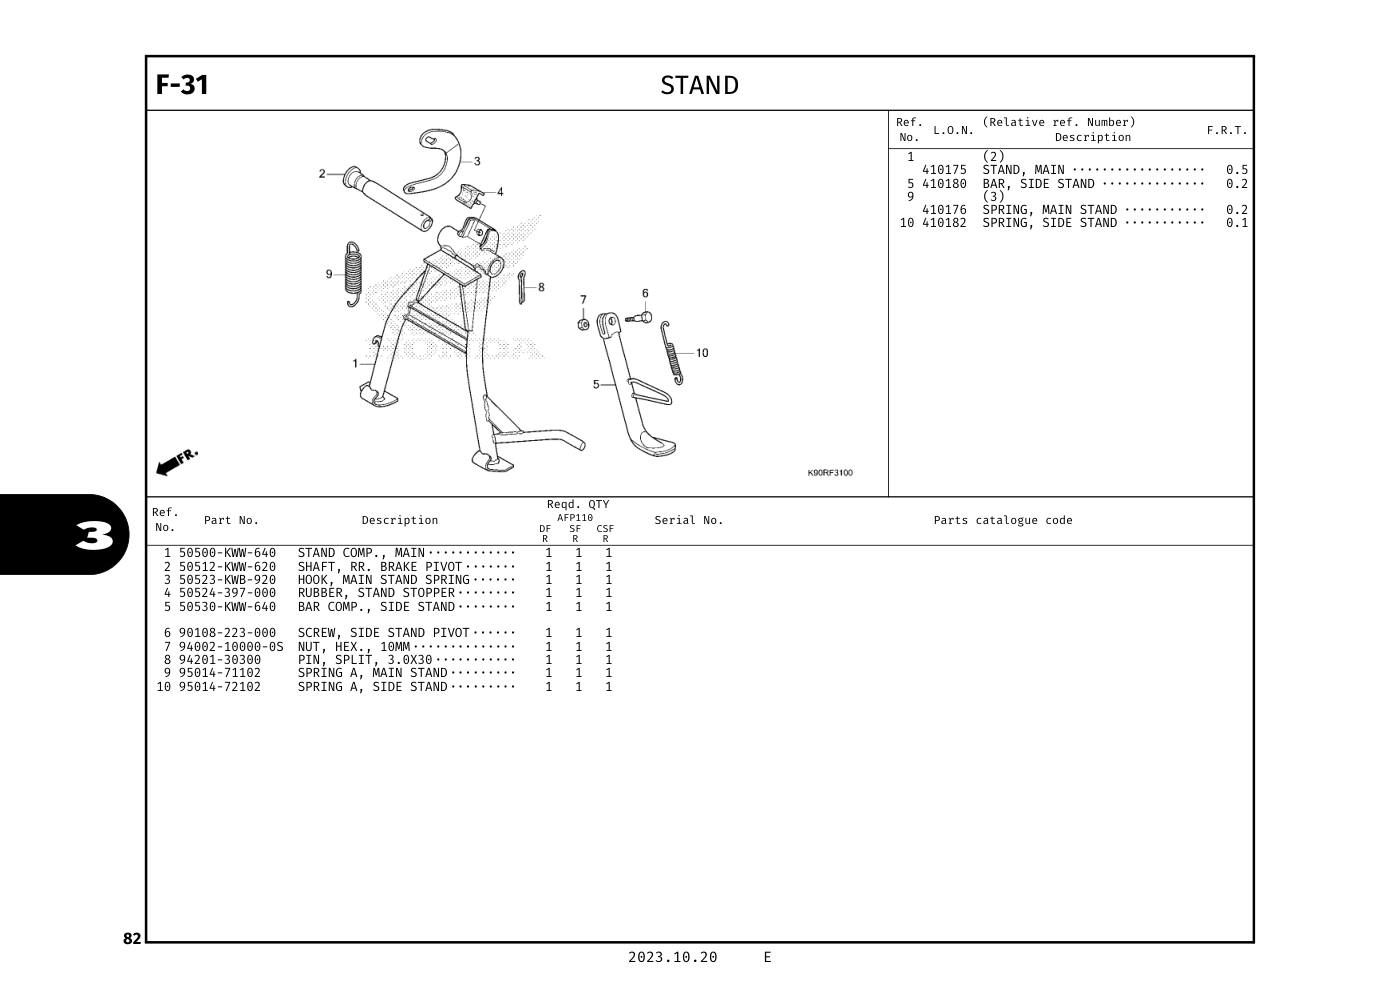 F-31
STAND
2
3
4
9
8
7
6
1
5
10
HONDA
FR.
K90RF3100
Ref. No. L.O.N. (Relative ref. Number) Description F.R.T.
1 (2)
410175 STAND, MAIN ·················· 0.5
5 410180 BAR, SIDE STAND ·············· 0.2
9 (3)
410176 SPRING, MAIN STAND ··········· 0.2
10 410182 SPRING, SIDE STAND ··········· 0.1
3
Ref. No. Part No. Description Reqd. QTY Serial No. Parts catalogue code
AFP110
DF SF CSF
R R R
1 50500-KWW-640 STAND COMP., MAIN············ 1 1 1
2 50512-KWW-620 SHAFT, RR. BRAKE PIVOT······· 1 1 1
3 50523-KWB-920 HOOK, MAIN STAND SPRING······ 1 1 1
4 50524-397-000 RUBBER, STAND STOPPER········ 1 1 1
5 50530-KWW-640 BAR COMP., SIDE STAND········ 1 1 1
6 90108-223-000 SCREW, SIDE STAND PIVOT······ 1 1 1
7 94002-10000-0S NUT, HEX., 10MM·············· 1 1 1
8 94201-30300 PIN, SPLIT, 3.0X30··········· 1 1 1
9 95014-71102 SPRING A, MAIN STAND········· 1 1 1
10 95014-72102 SPRING A, SIDE STAND········· 1 1 1
82
2023.10.20 E